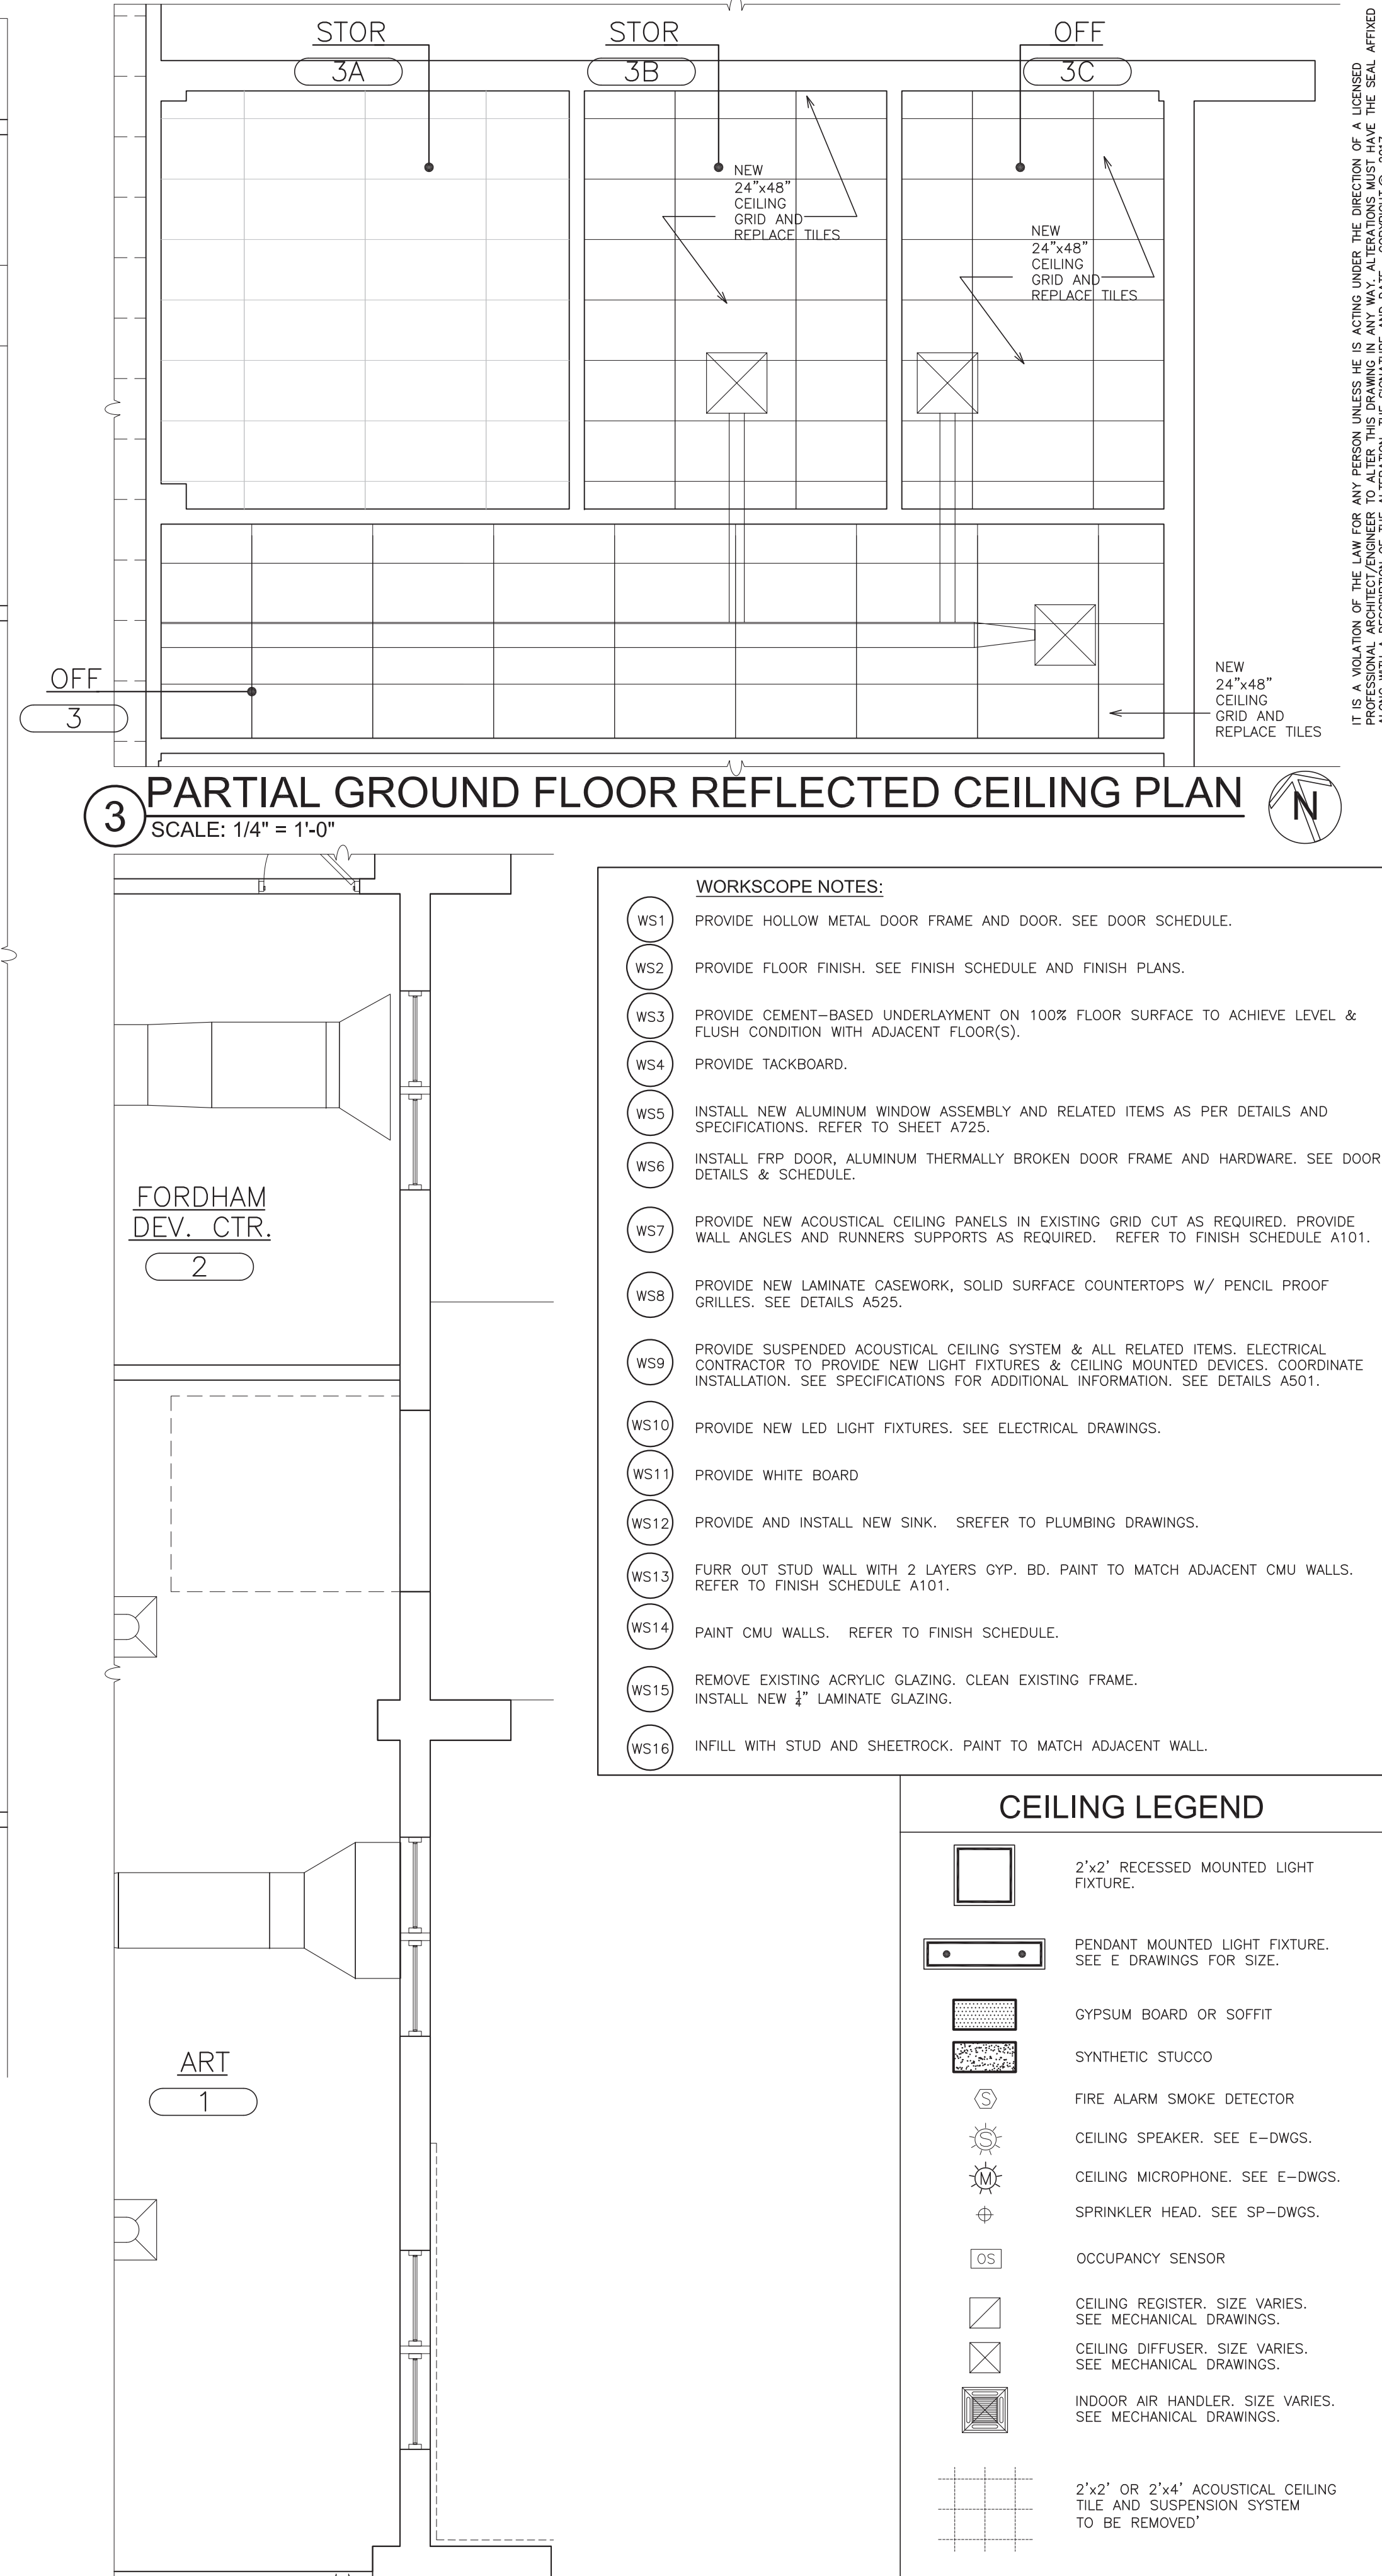 STOR
3A
STOR
3B
OFF
3C
NEW
24"x48"
CEILING
GRID AND
REPLACE TILES
NEW
24"x48"
CEILING
GRID AND
REPLACE TILES
OFF
3
NEW
24"x48"
CEILING
GRID AND
REPLACE TILES
IT IS A VIOLATION OF THE LAW FOR ANY PERSON UNLESS HE IS ACTING UNDER THE DIRECTION OF A LICENSED
PROFESSIONAL ARCHITECT/ENGINEER TO ALTER THIS DRAWING IN ANY WAY. ALTERATIONS MUST HAVE THE SEAL AFFIXED
3
PARTIAL GROUND FLOOR REFLECTED CEILING PLAN
SCALE: 1/4" = 1'-0"
N
FORDHAM
DEV. CTR.
2
ART
1
WORKSCOPE NOTES:
WS1 PROVIDE HOLLOW METAL DOOR FRAME AND DOOR. SEE DOOR SCHEDULE.
WS2 PROVIDE FLOOR FINISH. SEE FINISH SCHEDULE AND FINISH PLANS.
WS3 PROVIDE CEMENT-BASED UNDERLAYMENT ON 100% FLOOR SURFACE TO ACHIEVE LEVEL &
FLUSH CONDITION WITH ADJACENT FLOOR(S).
WS4 PROVIDE TACKBOARD.
WS5 INSTALL NEW ALUMINUM WINDOW ASSEMBLY AND RELATED ITEMS AS PER DETAILS AND
SPECIFICATIONS. REFER TO SHEET A725.
WS6 INSTALL FRP DOOR, ALUMINUM THERMALLY BROKEN DOOR FRAME AND HARDWARE. SEE DOOR
DETAILS & SCHEDULE.
WS7 PROVIDE NEW ACOUSTICAL CEILING PANELS IN EXISTING GRID CUT AS REQUIRED. PROVIDE
WALL ANGLES AND RUNNERS SUPPORTS AS REQUIRED. REFER TO FINISH SCHEDULE A101.
WS8 PROVIDE NEW LAMINATE CASEWORK, SOLID SURFACE COUNTERTOPS W/ PENCIL PROOF
GRILLES. SEE DETAILS A525.
WS9 PROVIDE SUSPENDED ACOUSTICAL CEILING SYSTEM & ALL RELATED ITEMS. ELECTRICAL
CONTRACTOR TO PROVIDE NEW LIGHT FIXTURES & CEILING MOUNTED DEVICES. COORDINATE
INSTALLATION. SEE SPECIFICATIONS FOR ADDITIONAL INFORMATION. SEE DETAILS A501.
WS10 PROVIDE NEW LED LIGHT FIXTURES. SEE ELECTRICAL DRAWINGS.
WS11 PROVIDE WHITE BOARD
WS12 PROVIDE AND INSTALL NEW SINK. SREFER TO PLUMBING DRAWINGS.
WS13 FURR OUT STUD WALL WITH 2 LAYERS GYP. BD. PAINT TO MATCH ADJACENT CMU WALLS.
REFER TO FINISH SCHEDULE A101.
WS14 PAINT CMU WALLS. REFER TO FINISH SCHEDULE.
WS15 REMOVE EXISTING ACRYLIC GLAZING. CLEAN EXISTING FRAME.
INSTALL NEW ¼" LAMINATE GLAZING.
WS16 INFILL WITH STUD AND SHEETROCK. PAINT TO MATCH ADJACENT WALL.
CEILING LEGEND
2'x2' RECESSED MOUNTED LIGHT
FIXTURE.
PENDANT MOUNTED LIGHT FIXTURE.
SEE E DRAWINGS FOR SIZE.
GYPSUM BOARD OR SOFFIT
SYNTHETIC STUCCO
S FIRE ALARM SMOKE DETECTOR
S CEILING SPEAKER. SEE E-DWGS.
M CEILING MICROPHONE. SEE E-DWGS.
SPRINKLER HEAD. SEE SP-DWGS.
OS OCCUPANCY SENSOR
CEILING REGISTER. SIZE VARIES.
SEE MECHANICAL DRAWINGS.
CEILING DIFFUSER. SIZE VARIES.
SEE MECHANICAL DRAWINGS.
INDOOR AIR HANDLER. SIZE VARIES.
SEE MECHANICAL DRAWINGS.
2'x2' OR 2'x4' ACOUSTICAL CEILING
TILE AND SUSPENSION SYSTEM
TO BE REMOVED'